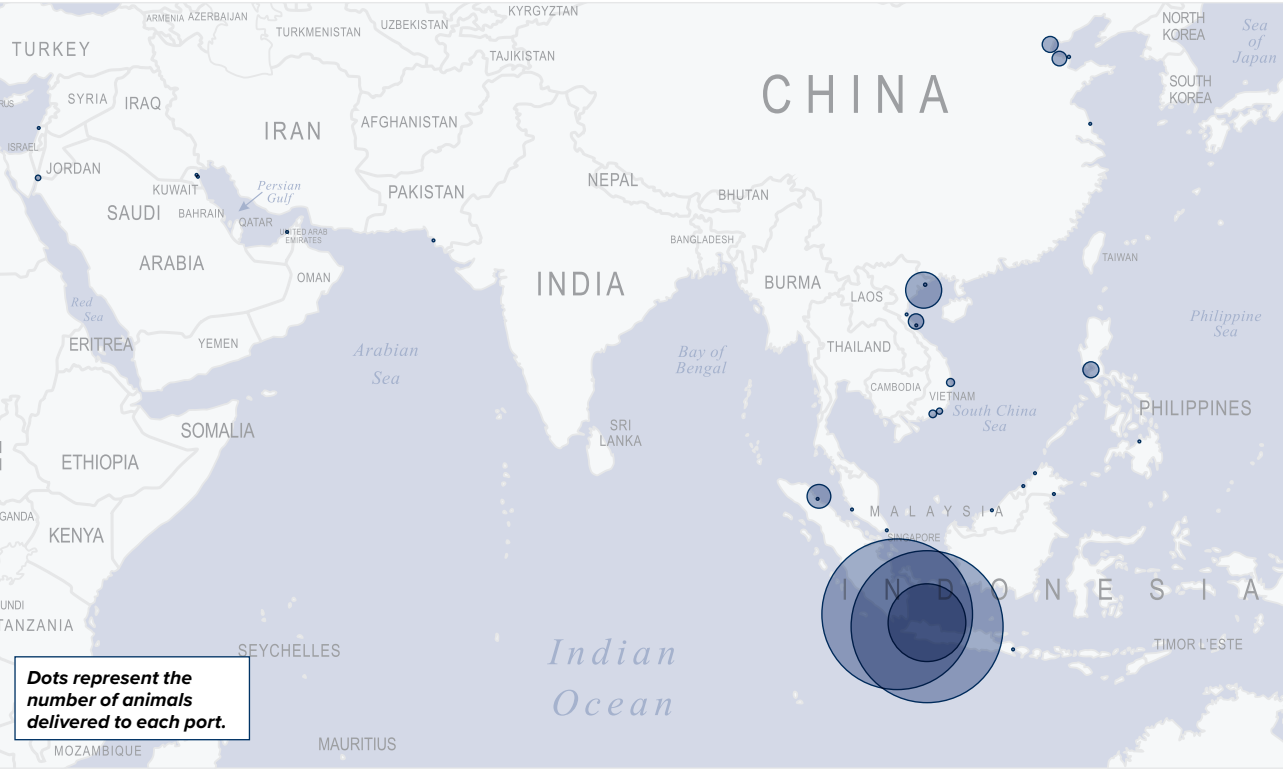 KYRGYZTAN
ARMENIA
AZERBAIJAN
UZBEKISTAN
NORTH
KOREA
Sea
of
Japan
TURKMENISTAN
TURKEY
TAJIKISTAN
SYRIA
IRAQ
CHINA
SOUTH
KOREA
RUS
IRAN
AFGHANISTAN
ISRAEL
JORDAN
KUWAIT
Persian
Gulf
PAKISTAN
NEPAL
BHUTAN
SAUDI
BAHRAIN
QATAR
UNITED ARAB
EMIRATES
BANGLADESH
ARABIA
OMAN
INDIA
BURMA
LAOS
TAIWAN
Red
Sea
ERITREA
YEMEN
Arabian
Sea
Bay of
Bengal
THAILAND
Philippine
Sea
CAMBODIA
VIETNAM
South China
Sea
PHILIPPINES
SOMALIA
SRI
LANKA
ETHIOPIA
GANDA
KENYA
MALAYSIA
SINGAPORE
INDONESIA
UNDI
TANZANIA
SEYCHELLES
Indian
Ocean
TIMOR L'ESTE
Dots represent the
number of animals
delivered to each port.
MOZAMBIQUE
MAURITIUS